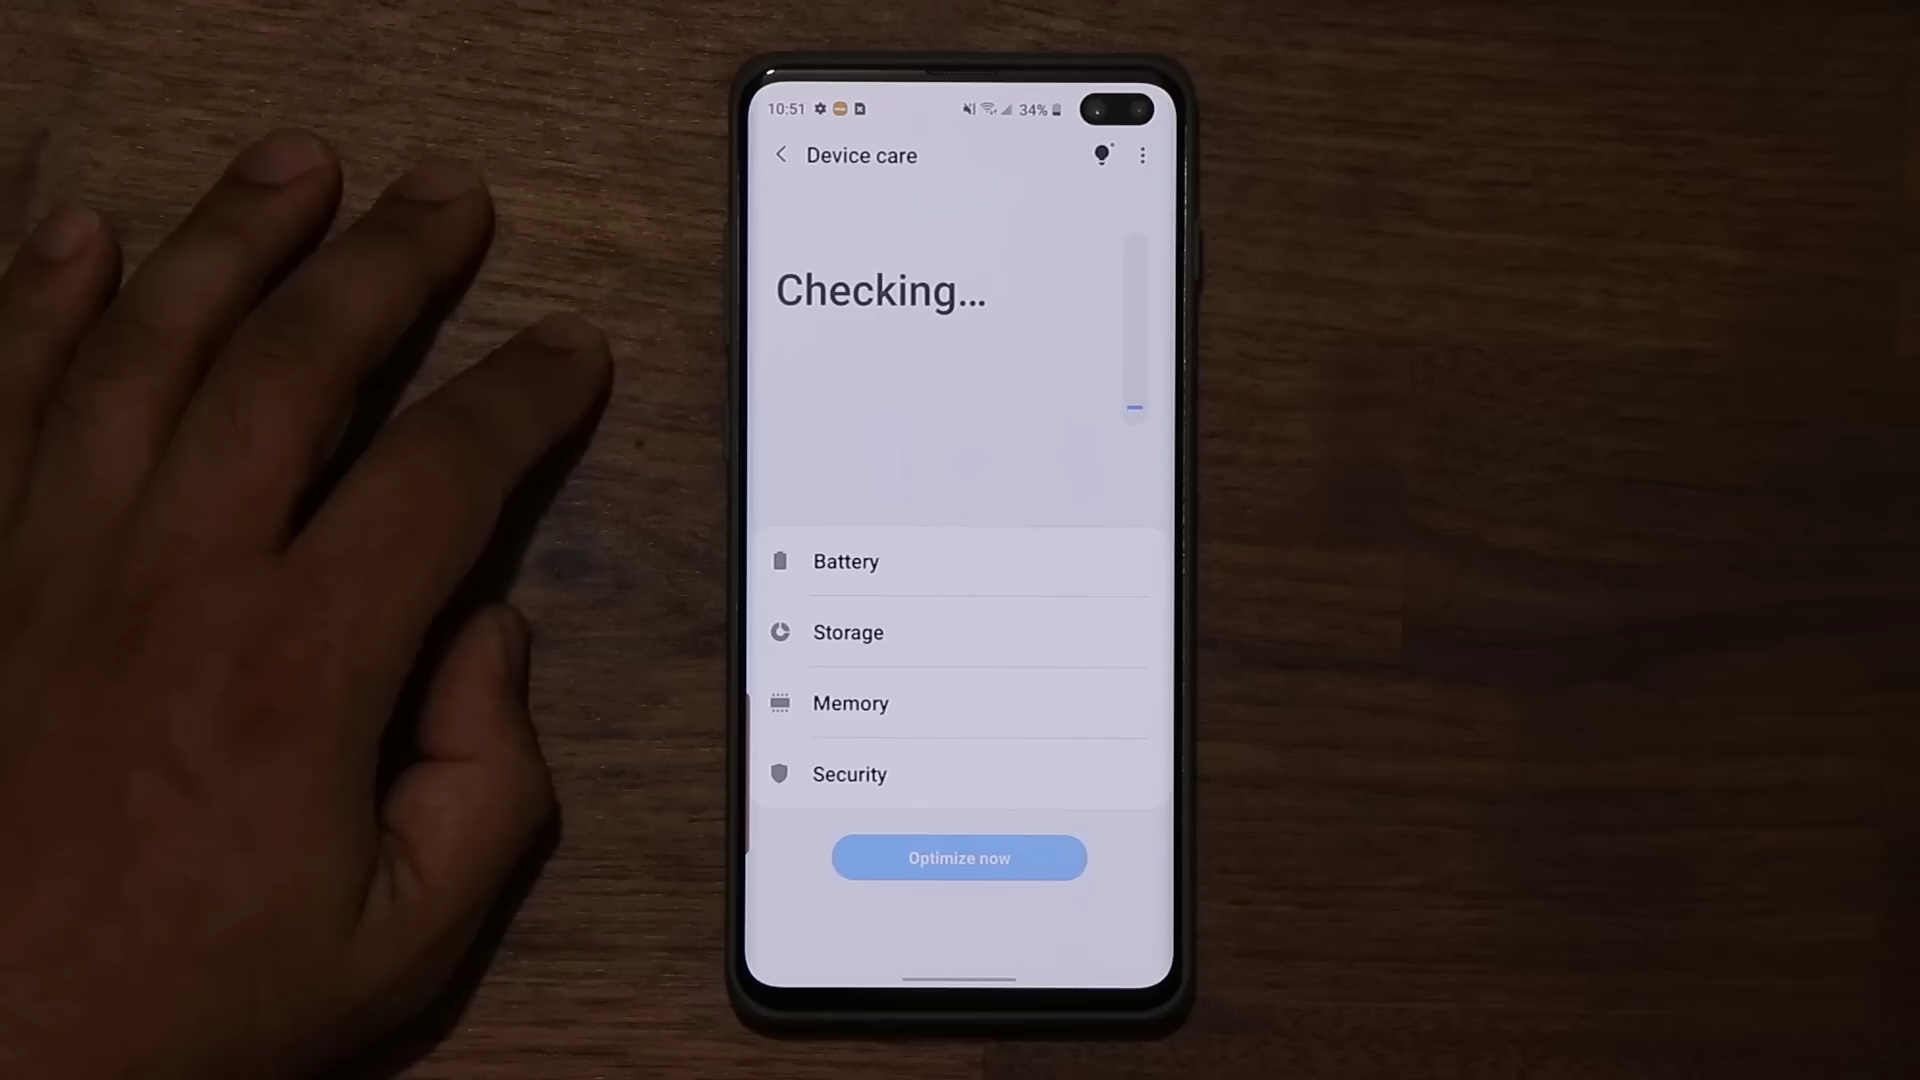 10:51 34%
Device care
Checking...
Battery
Storage
Memory
Security
Optimize now